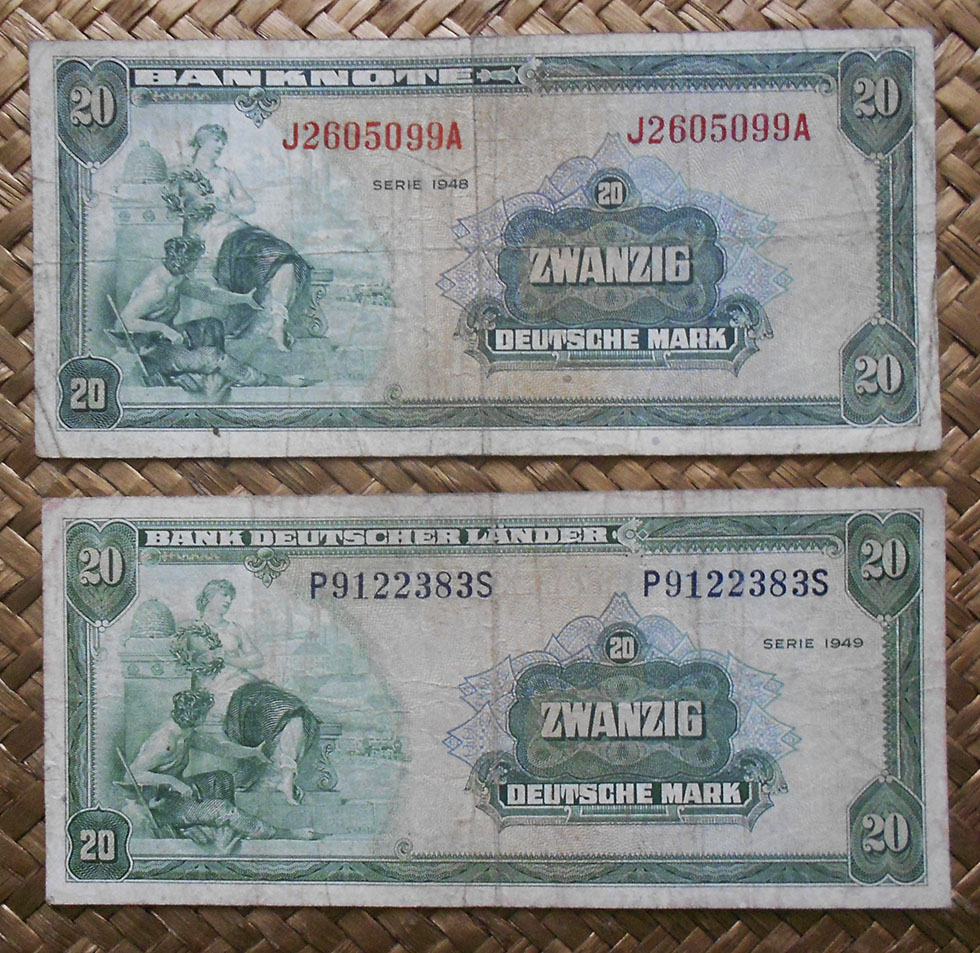 BANKNOTE
20 20
J2605099A J2605099A
SERIE 1948
20
ZWANZIG
DEUTSCHE MARK
20 20
BANK DEUTSCHER LÄNDER
20 20
P9122383S P9122383S
SERIE 1949
20
ZWANZIG
DEUTSCHE MARK
20 20